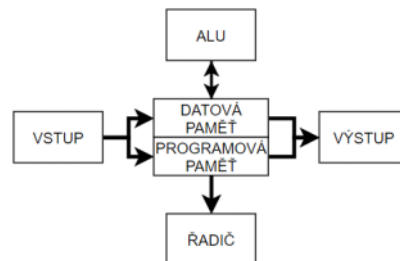 ALU
DATOVÁ
PAMĚŤ
VSTUP
VÝSTUP
PROGRAMOVÁ
PAMĚŤ
ŘADIČ